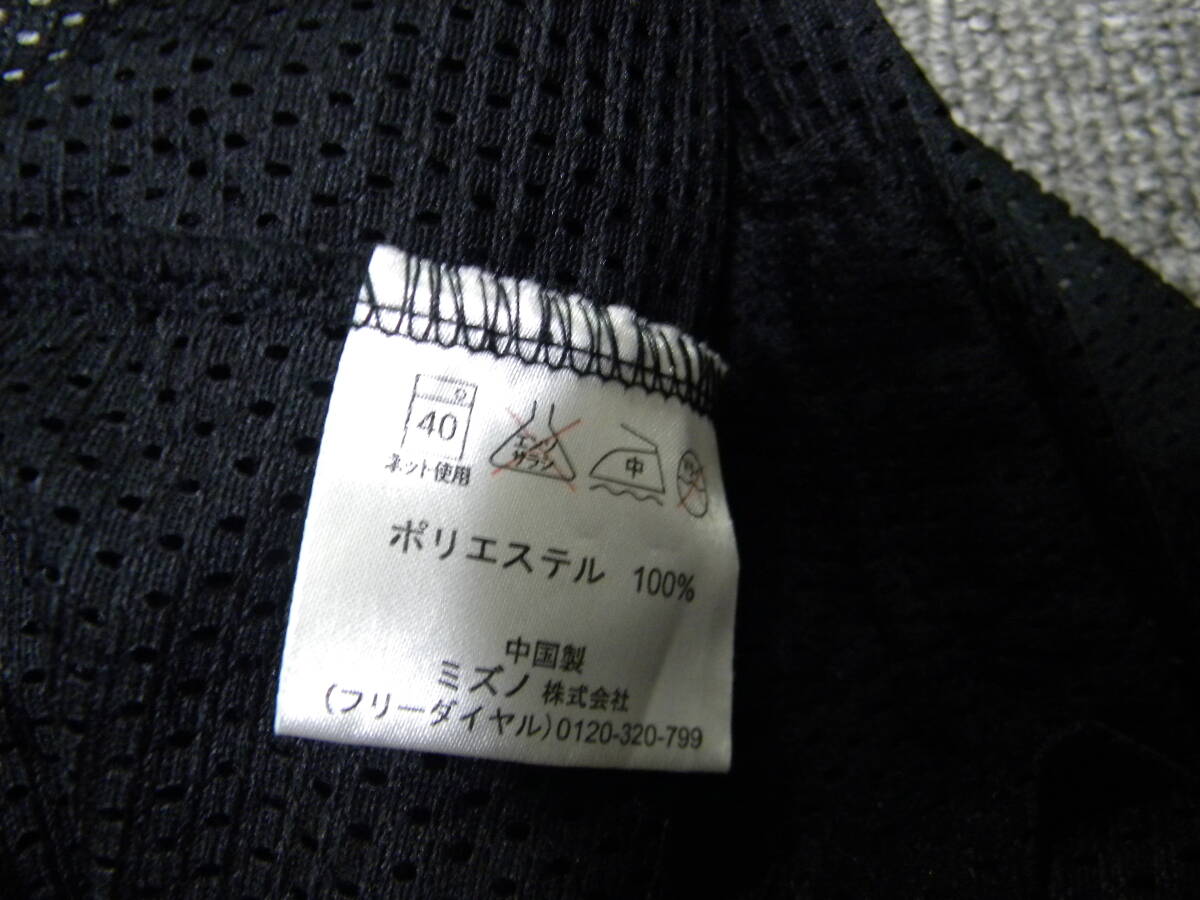 40
ネット使用
エンソ
サラシ
中
ポリエステル 100%
中国製
ミズノ 株式会社
(フリーダイヤル)0120-320-799